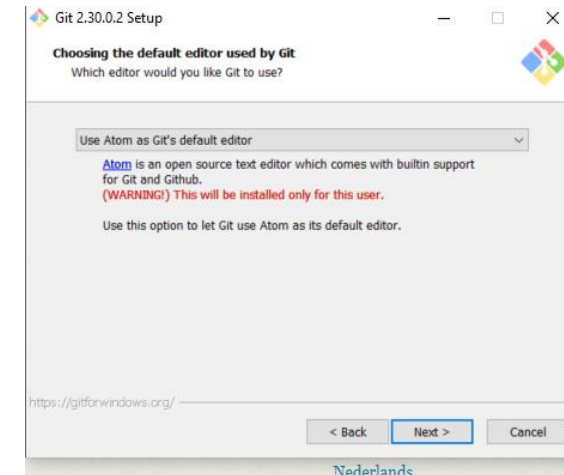 Git 2.30.0.2 Setup
Choosing the default editor used by Git
Which editor would you like Git to use?
Use Atom as Git's default editor
Atom is an open source text editor which comes with builtin support
for Git and Github.
(WARNING!) This will be installed only for this user.
Use this option to let Git use Atom as its default editor.
https://gitforwindows.org/
< Back Next > Cancel
Nederlands